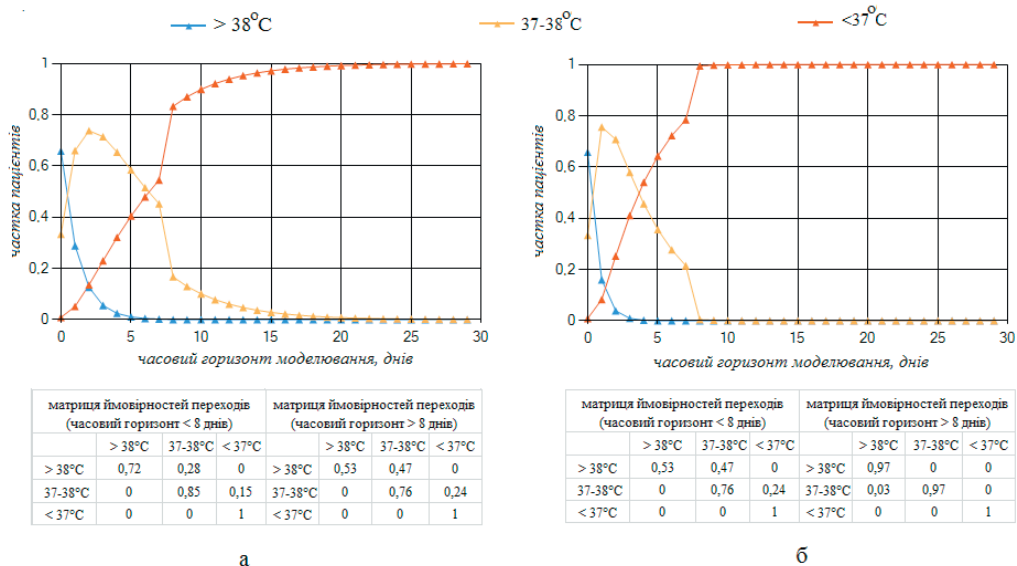 > 38°C 37-38°C <37°C
1
0,8
0,6
0,4
0,2
0
частка пацієнтів
0 5 10 15 20 25 30
часовий горизонт моделювання, днів
1
0,8
0,6
0,4
0,2
0
частка пацієнтів
0 5 10 15 20 25 30
часовий горизонт моделювання, днів
матриця ймовірностей переходів матриця ймовірностей переходів
(часовий горизонт < 8 днів) (часовий горизонт > 8 днів)
> 38°C 37-38°C < 37°C > 38°C 37-38°C < 37°C
> 38°C 0,72 0,28 0 > 38°C 0,53 0,47 0
37-38°C 0 0,85 0,15 37-38°C 0 0,76 0,24
< 37°C 0 0 1 < 37°C 0 0 1
а
матриця ймовірностей переходів матриця ймовірностей переходів
(часовий горизонт < 8 днів) (часовий горизонт > 8 днів)
> 38°C 37-38°C < 37°C > 38°C 37-38°C < 37°C
> 38°C 0,53 0,47 0 > 38°C 0,97 0 0
37-38°C 0 0,76 0,24 37-38°C 0,03 0,97 0
< 37°C 0 0 1 < 37°C 0 0 1
б